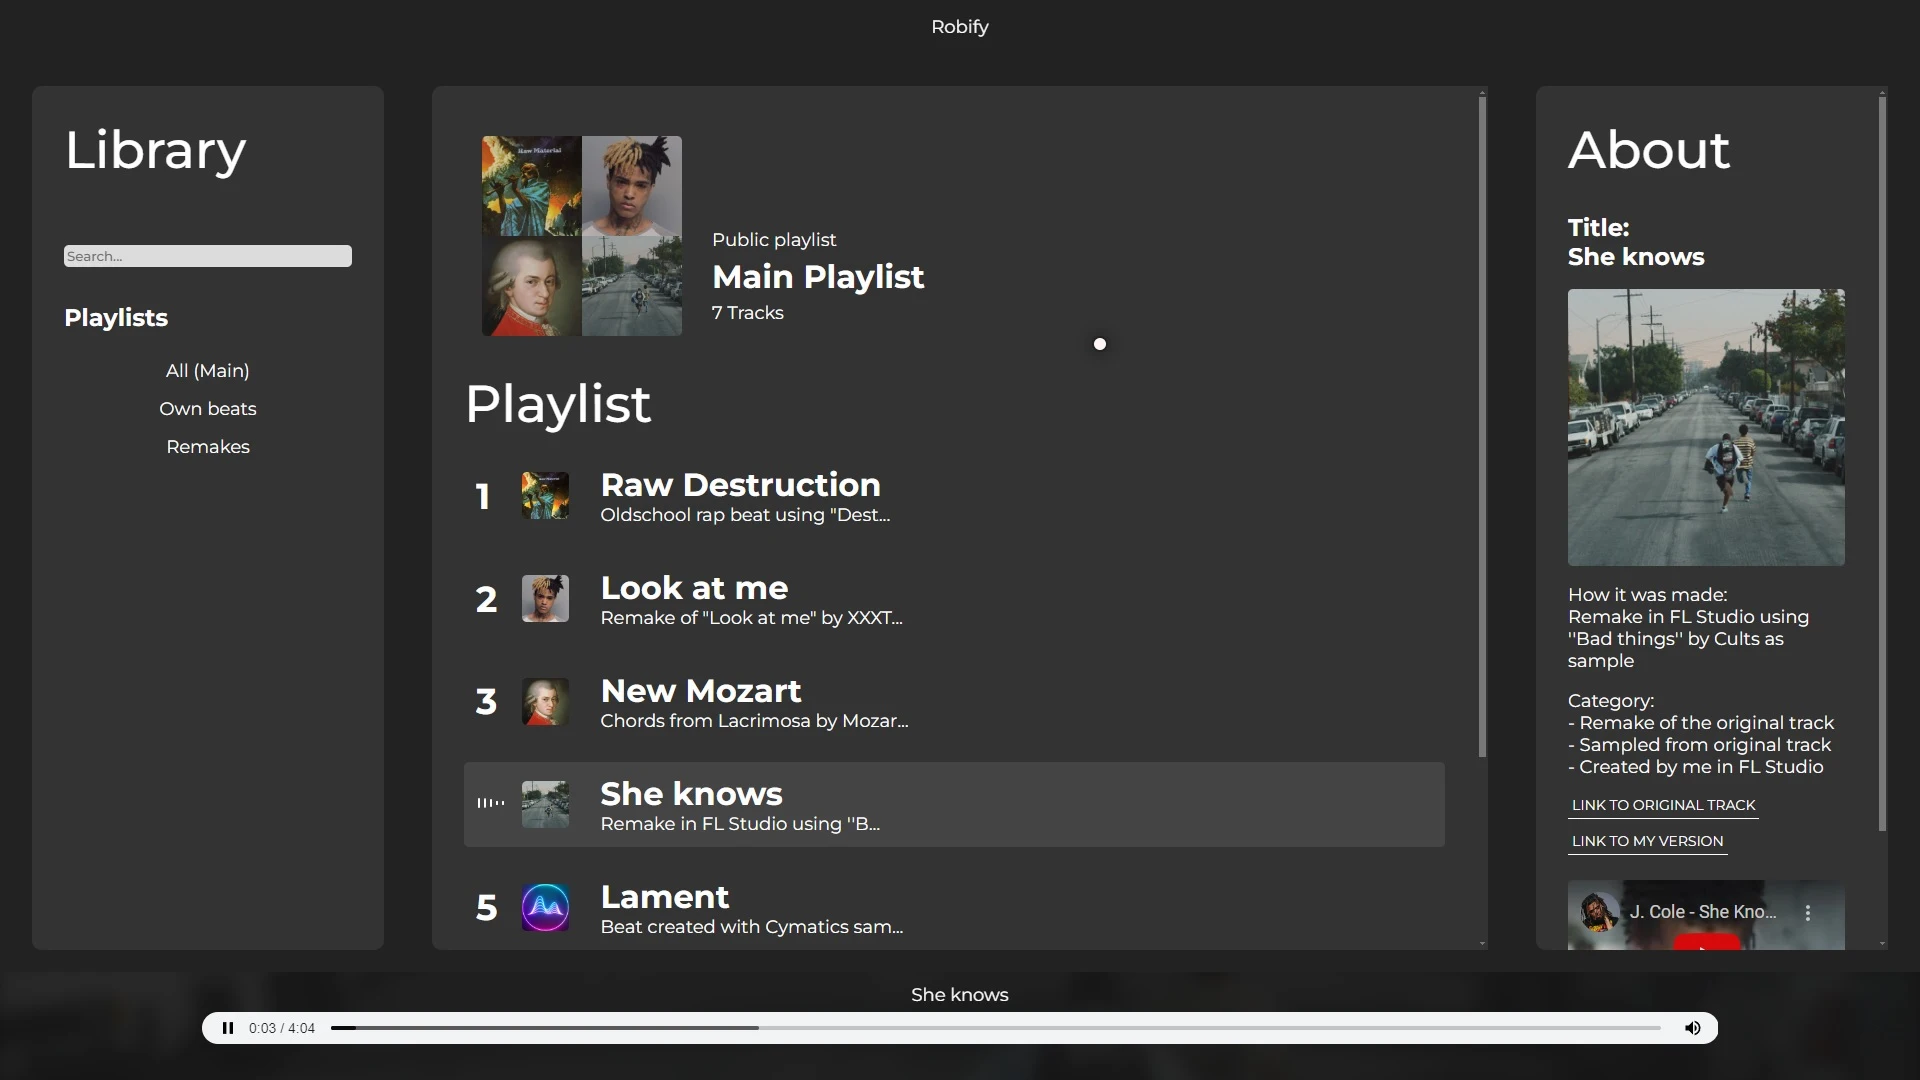 Robify
Library
Search...
Playlists
All (Main)
Own beats
Remakes
Raw Material
Public playlist
Main Playlist
7 Tracks
Playlist
1
Raw Destruction
Oldschool rap beat using "Dest...
2
Look at me
Remake of "Look at me" by XXXT...
3
New Mozart
Chords from Lacrimosa by Mozar...
She knows
Remake in FL Studio using ''B...
5
Lament
Beat created with Cymatics sam...
About
Title:
She knows
How it was made:
Remake in FL Studio using
''Bad things'' by Cults as
sample
Category:
- Remake of the original track
- Sampled from original track
- Created by me in FL Studio
LINK TO ORIGINAL TRACK
LINK TO MY VERSION
J. Cole - She Kno...
She knows
0:03 / 4:04